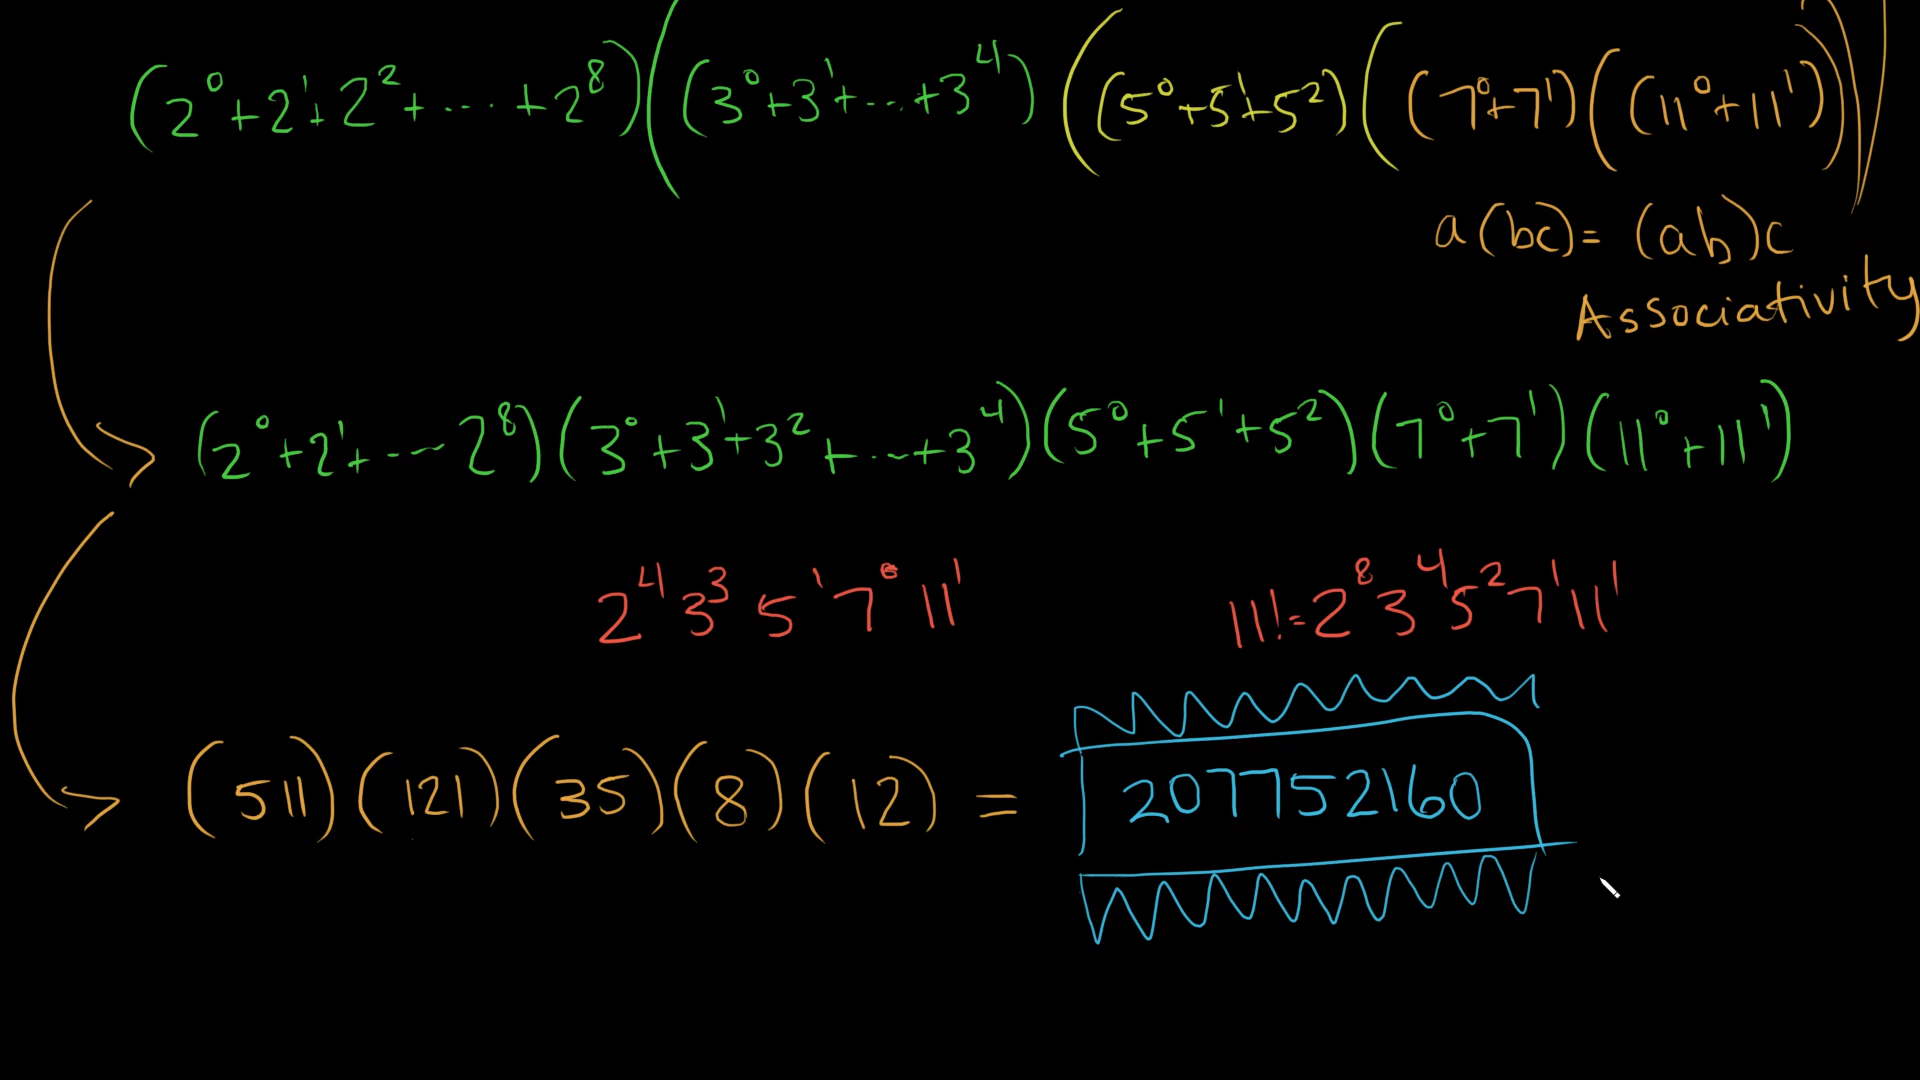 (2⁰+2¹+2²+....+2⁸)((3⁰+3¹+...+3⁴)((5⁰+5¹+5²)((7⁰+7¹)((11⁰+11¹))))
a(bc)=(ab)c
Associativity
(2⁰+2¹+...2⁸)(3⁰+3¹+3²+...+3⁴)(5⁰+5¹+5²)(7⁰+7¹)(11⁰+11¹)
2⁴3³5¹7⁰11¹ 11!=2⁸3⁴5²7¹11¹
(511)(121)(35)(8)(12)= 207752160